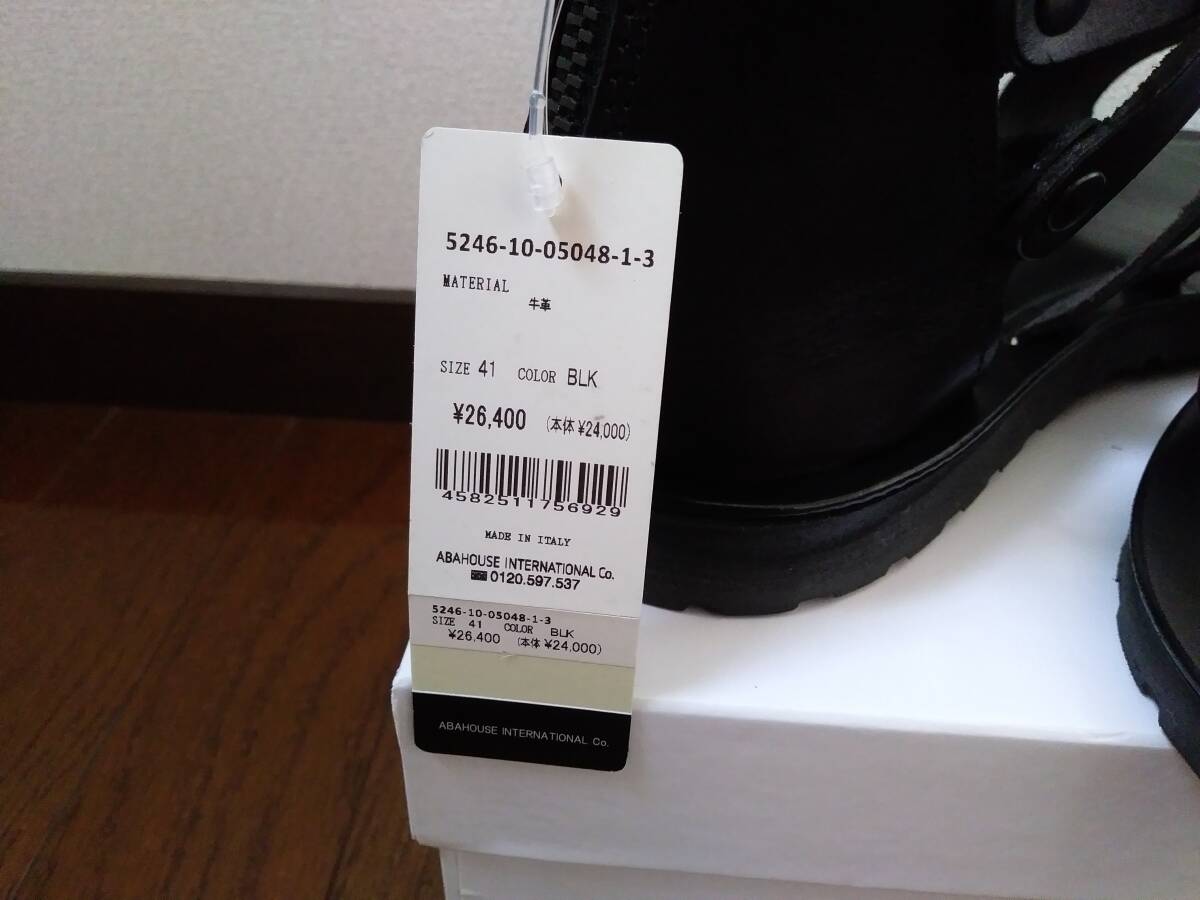 5246-10-05048-1-3
MATERIAL
牛革
SIZE 41 COLOR BLK
¥26,400 (本体 ¥24,000)
4582511756929
MADE IN ITALY
ABAHOUSE INTERNATIONAL Co.
0120.597.537
5246-10-05048-1-3
SIZE 41 COLOR BLK
¥26,400 (本体 ¥24,000)
ABAHOUSE INTERNATIONAL Co.